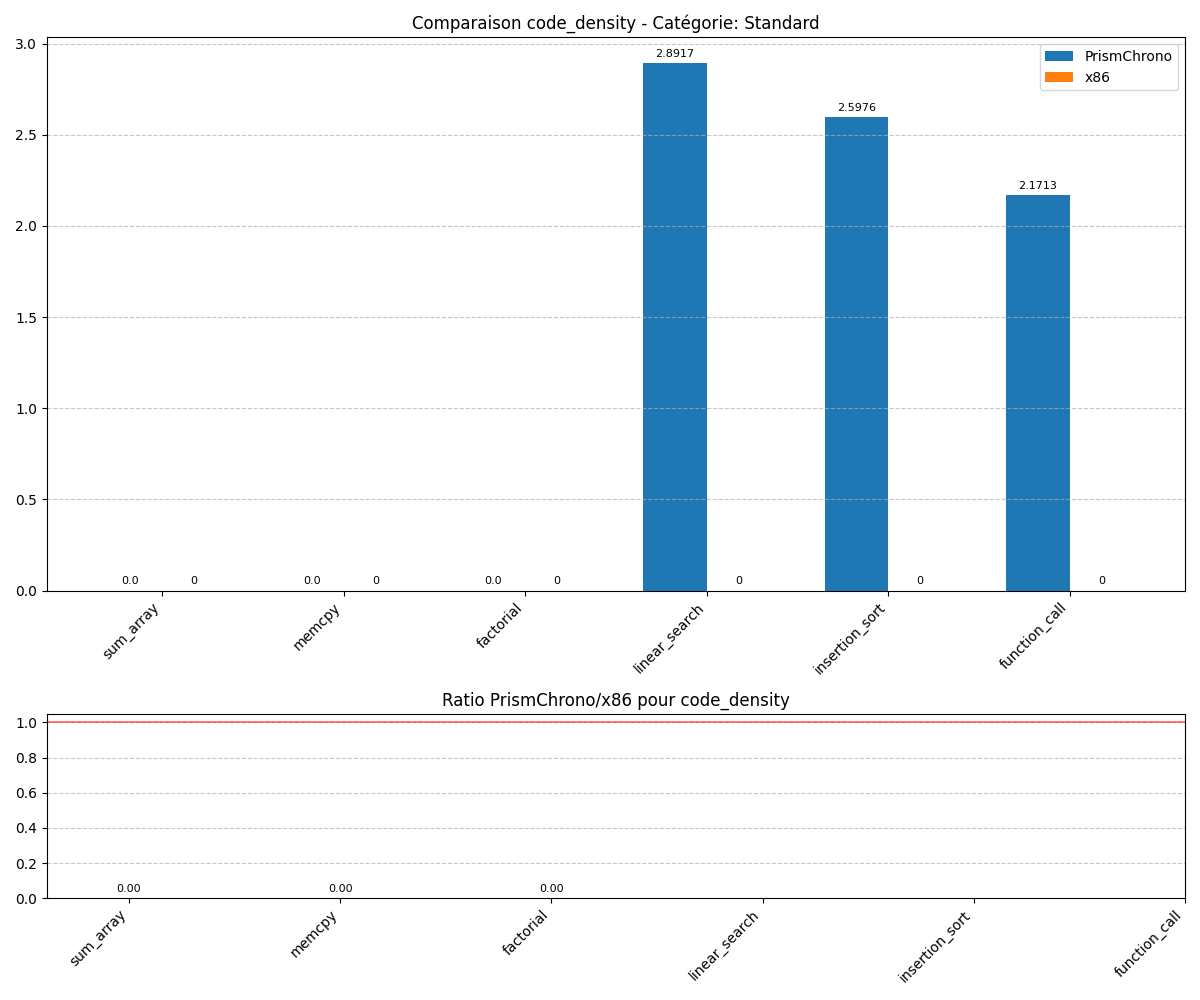 Comparaison code_density - Catégorie: Standard
3.0
2.5
2.0
1.5
1.0
0.5
0.0
PrismChrono
x86
0.0
0
0.0
0
0.0
0
2.8917
0
2.5976
0
2.1713
0
sum_array
memcpy
factorial
linear_search
insertion_sort
function_call
Ratio PrismChrono/x86 pour code_density
1.0
0.8
0.6
0.4
0.2
0.0
0.00
0.00
0.00
sum_array
memcpy
factorial
linear_search
insertion_sort
function_call